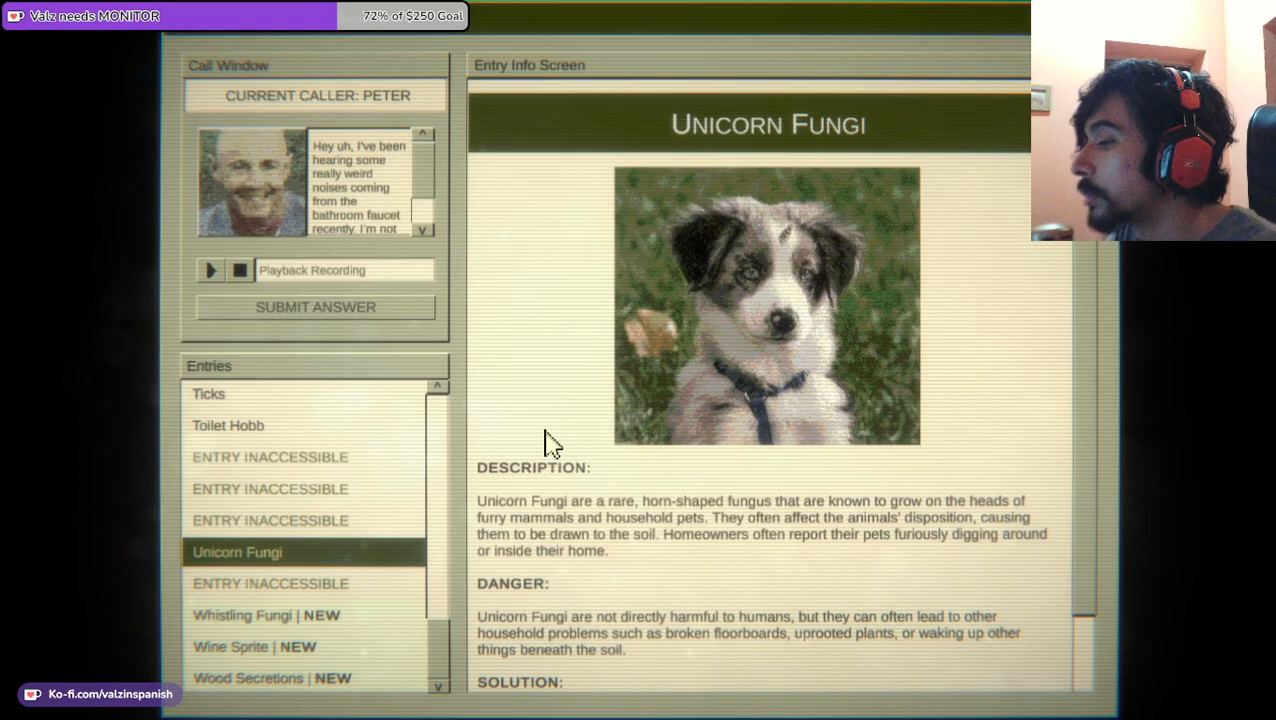 Valz needs MONITOR
72% of $250 Goal
Call Window
CURRENT CALLER: PETER
Hey uh, I've been
hearing some
really weird
noises coming
from the
bathroom faucet
recently. I'm not
Playback Recording
SUBMIT ANSWER
Entries
Ticks
Toilet Hobb
ENTRY INACCESSIBLE
ENTRY INACCESSIBLE
ENTRY INACCESSIBLE
Unicorn Fungi
ENTRY INACCESSIBLE
Whistling Fungi | NEW
Wine Sprite | NEW
Wood Secretions | NEW
Entry Info Screen
UNICORN FUNGI
DESCRIPTION:
Unicorn Fungi are a rare, horn-shaped fungus that are known to grow on the heads of
furry mammals and household pets. They often affect the animals' disposition, causing
them to be drawn to the soil. Homeowners often report their pets furiously digging around
or inside their home.
DANGER:
Unicorn Fungi are not directly harmful to humans, but they can often lead to other
household problems such as broken floorboards, uprooted plants, or waking up other
things beneath the soil.
SOLUTION:
Ko-fi.com/valzinspanish